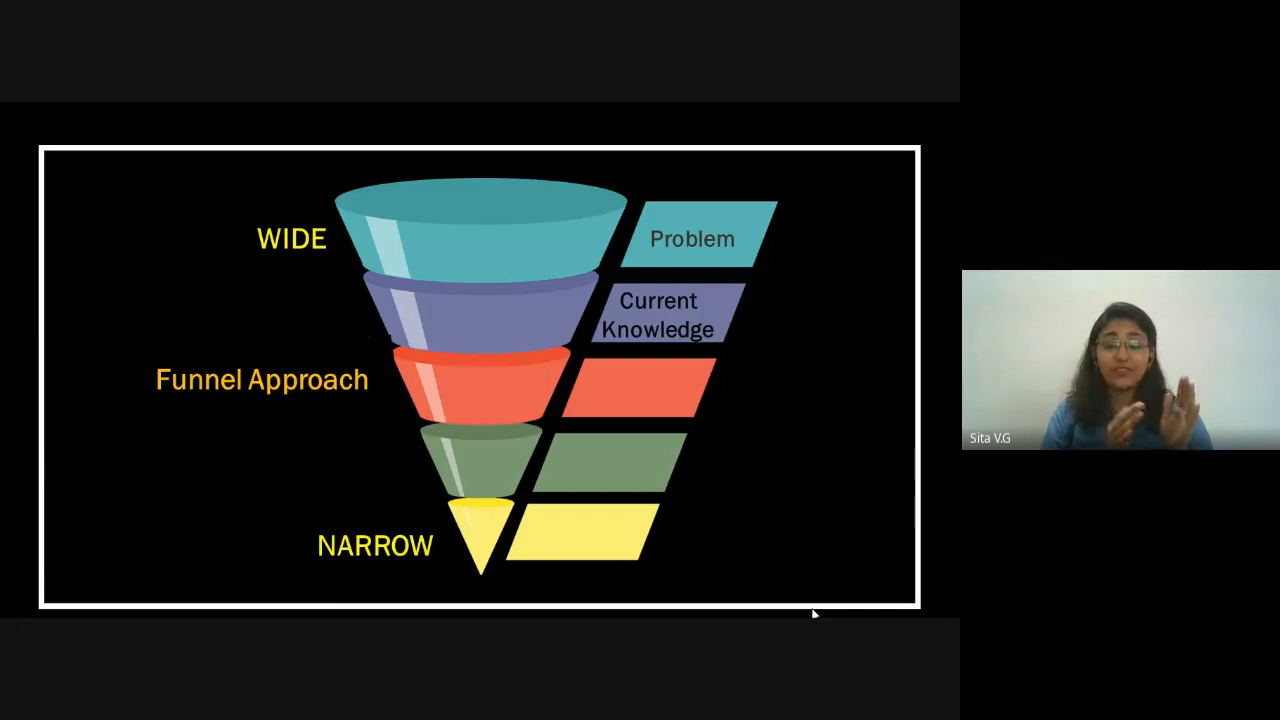 WIDE
Problem
Current
Knowledge
Funnel Approach
NARROW
Sita V.G